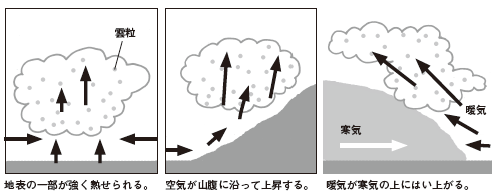 雲粒
暖気
寒気
地表の一部が強く熱せられる。
空気が山腹に沿って上昇する。
暖気が寒気の上にはい上がる。